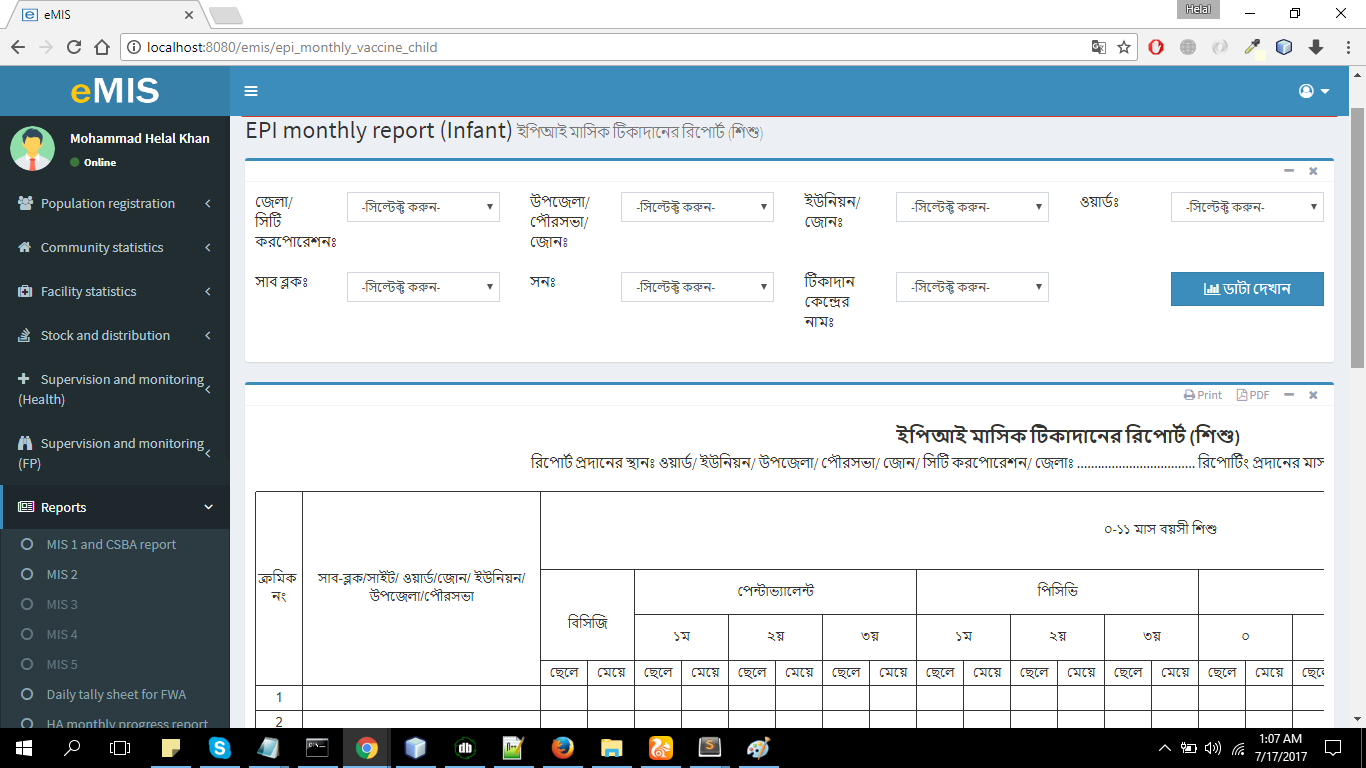 eMIS
Helal
localhost:8080/emis/epi_monthly_vaccine_child
eMIS
Mohammad Helal Khan
Online
Population registration
Community statistics
Facility statistics
Stock and distribution
Supervision and monitoring
(Health)
Supervision and monitoring
(FP)
Reports
MIS 1 and CSBA report
MIS 2
MIS 3
MIS 4
MIS 5
Daily tally sheet for FWA
HA monthly progress report
EPI monthly report (Infant) ইপিআই মাসিক টিকাদানের রিপোর্ট (শিশু)
জেলা/ -সিলেক্ট করুন- উপজেলা/ -সিলেক্ট করুন- ইউনিয়ন/ -সিলেক্ট করুন- ওয়ার্ডঃ -সিলেক্ট করুন-
সিটি পৌরসভা/ জোনঃ
করপোরেশনঃ জোনঃ
সাব ব্লকঃ -সিলেক্ট করুন- সনঃ -সিলেক্ট করুন- টিকাদান -সিলেক্ট করুন- ডাটা দেখান
কেন্দ্রের
নামঃ
Print PDF
ইপিআই মাসিক টিকাদানের রিপোর্ট (শিশু)
রিপোর্ট প্রদানের স্থানঃ ওয়ার্ড/ ইউনিয়ন/ উপজেলা/ পৌরসভা/ জোন/ সিটি করপোরেশন/ জেলাঃ .................................. রিপোর্টিং প্রদানের মাস
০-১১ মাস বয়সী শিশু
ক্রমিক
নং
সাব-ব্লক/সাইট/ ওয়ার্ড/জোন/ ইউনিয়ন/
উপজেলা/পৌরসভা
বিসিজি
পেন্টাভ্যালেন্ট পিসিভি
১ম ২য় ৩য় ১ম ২য় ৩য় ০
ছেলে মেয়ে ছেলে মেয়ে ছেলে মেয়ে ছেলে মেয়ে ছেলে মেয়ে ছেলে মেয়ে ছেলে মেয়ে ছেলে মেয়ে
1
2
1:07 AM
7/17/2017